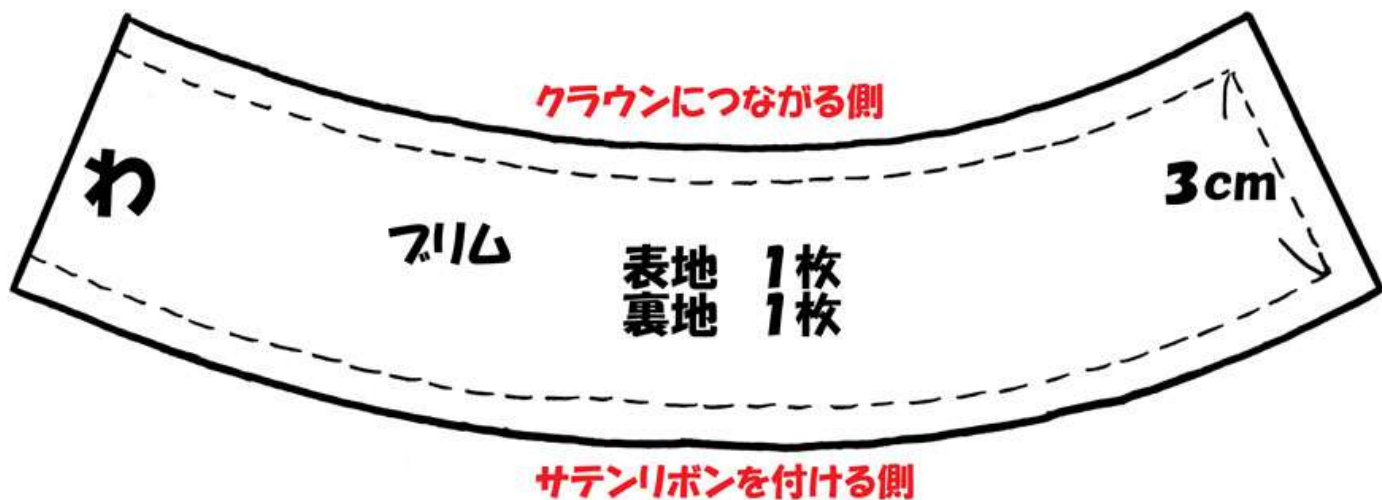 クラウンにつながる側
わ
3cm
ブリム
表地 1枚
裏地 1枚
サテンリボンを付ける側